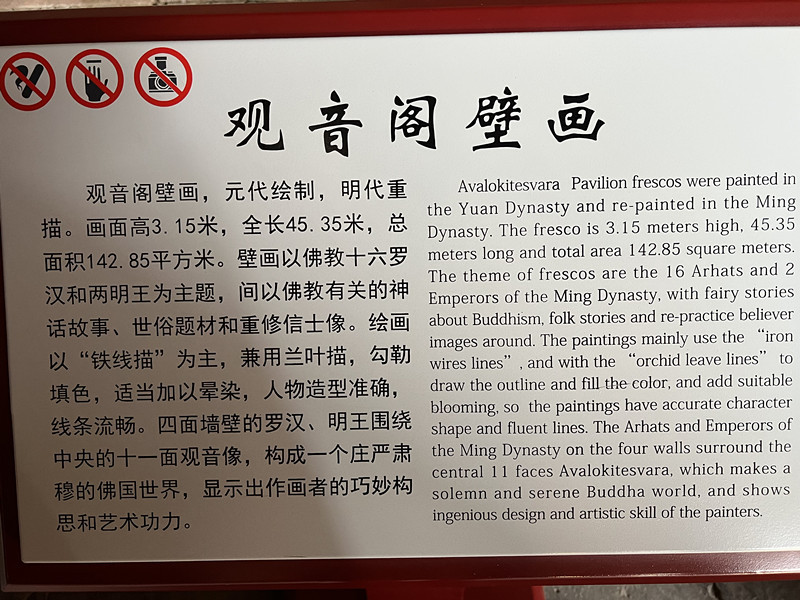 观音阁壁画
观音阁壁画，元代绘制，明代重
描。画面高3.15米，全长45.35米，总
面积142.85平方米。壁画以佛教十六罗
汉和两明王为主题，间以佛教有关的神
话故事、世俗题材和重修信士像。绘画
以“铁线描”为主，兼用兰叶描，勾勒
填色，适当加以晕染，人物造型准确，
线条流畅。四面墙壁的罗汉、明王围绕
中央的十一面观音像，构成一个庄严肃
穆的佛国世界，显示出作画者的巧妙构
思和艺术功力。
Avalokitesvara Pavilion frescos were painted in
the Yuan Dynasty and re-painted in the Ming
Dynasty. The fresco is 3.15 meters high, 45.35
meters long and total area 142.85 square meters.
The theme of frescos are the 16 Arhats and 2
Emperors of the Ming Dynasty, with fairy stories
about Buddhism, folk stories and re-practice believer
images around. The paintings mainly use the “iron
wires lines”, and with the “orchid leave lines” to
draw the outline and fill the color, and add suitable
blooming, so the paintings have accurate character
shape and fluent lines. The Arhats and Emperors of
the Ming Dynasty on the four walls surround the
central 11 faces Avalokitesvara, which makes a
solemn and serene Buddha world, and shows
ingenious design and artistic skill of the painters.